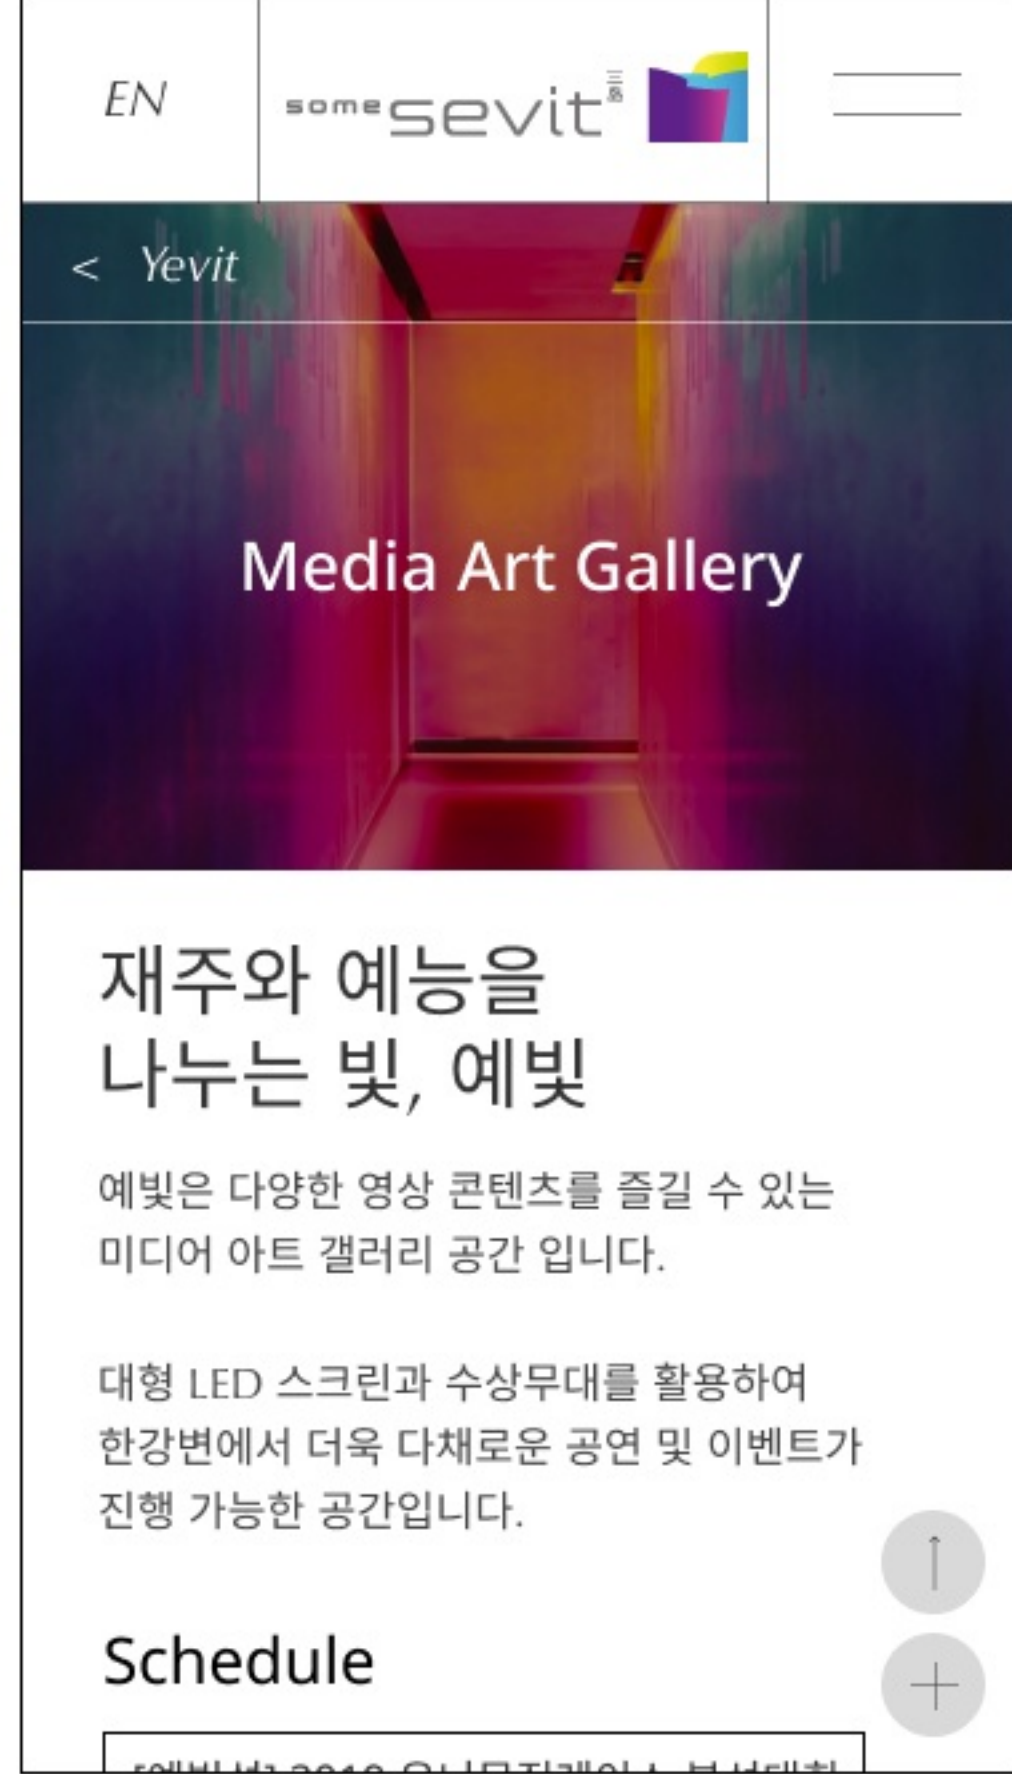 EN
some sevit
< Yevit
Media Art Gallery
재주와 예능을
나누는 빛, 예빛
예빛은 다양한 영상 콘텐츠를 즐길 수 있는
미디어 아트 갤러리 공간 입니다.
대형 LED 스크린과 수상무대를 활용하여
한강변에서 더욱 다채로운 공연 및 이벤트가
진행 가능한 공간입니다.
Schedule